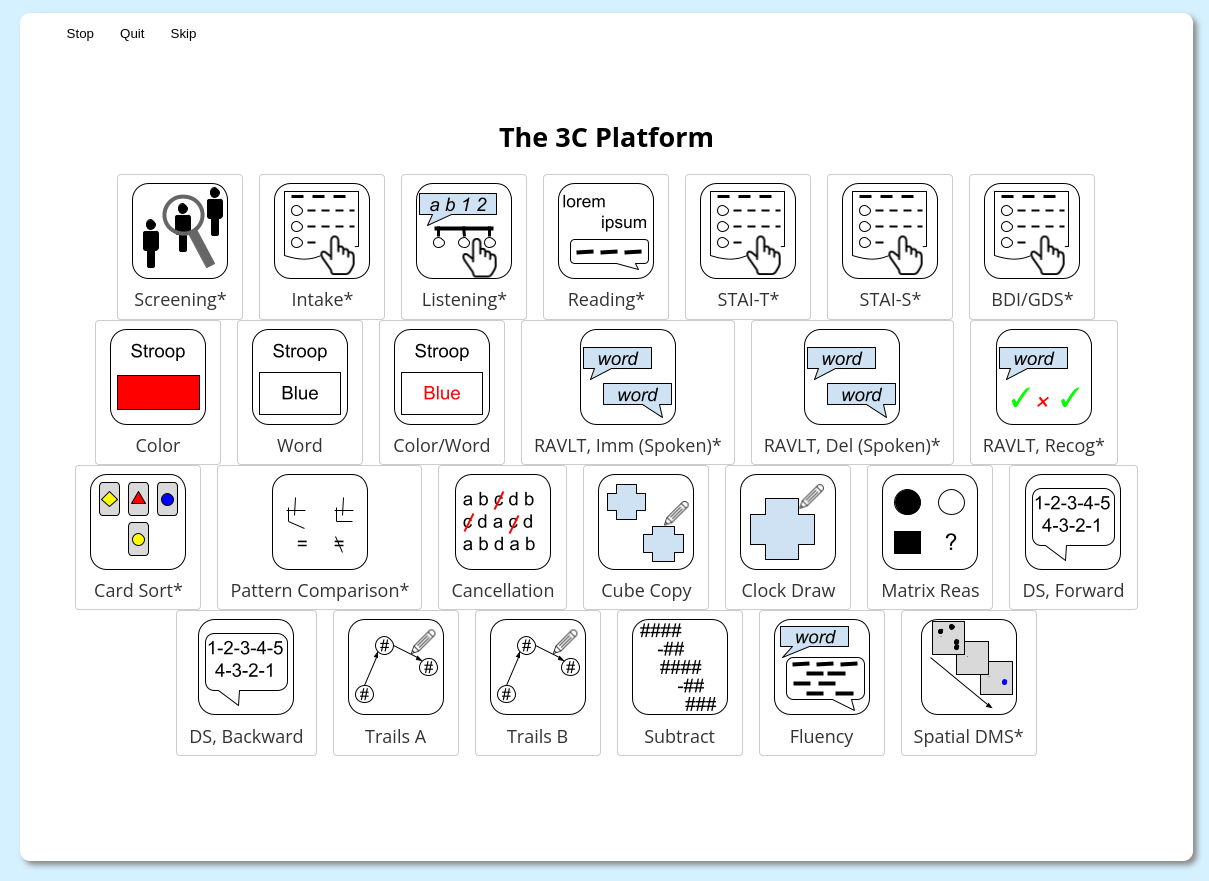 Stop Quit Skip
The 3C Platform
a b 1 2
lorem
ipsum
Screening* Intake* Listening* Reading* STAI-T* STAI-S* BDI/GDS*
Stroop Stroop Stroop word word word
Blue Blue word word ✓ × ✓
Color Word Color/Word RAVLT, Imm (Spoken)* RAVLT, Del (Spoken)* RAVLT, Recog*
a b c d b
c d a c d
a b d a b
= ≠
?
1-2-3-4-5
4-3-2-1
Card Sort* Pattern Comparison* Cancellation Cube Copy Clock Draw Matrix Reas DS, Forward
1-2-3-4-5
4-3-2-1
# # #
# # #
####
-##
####
-##
###
word
DS, Backward Trails A Trails B Subtract Fluency Spatial DMS*